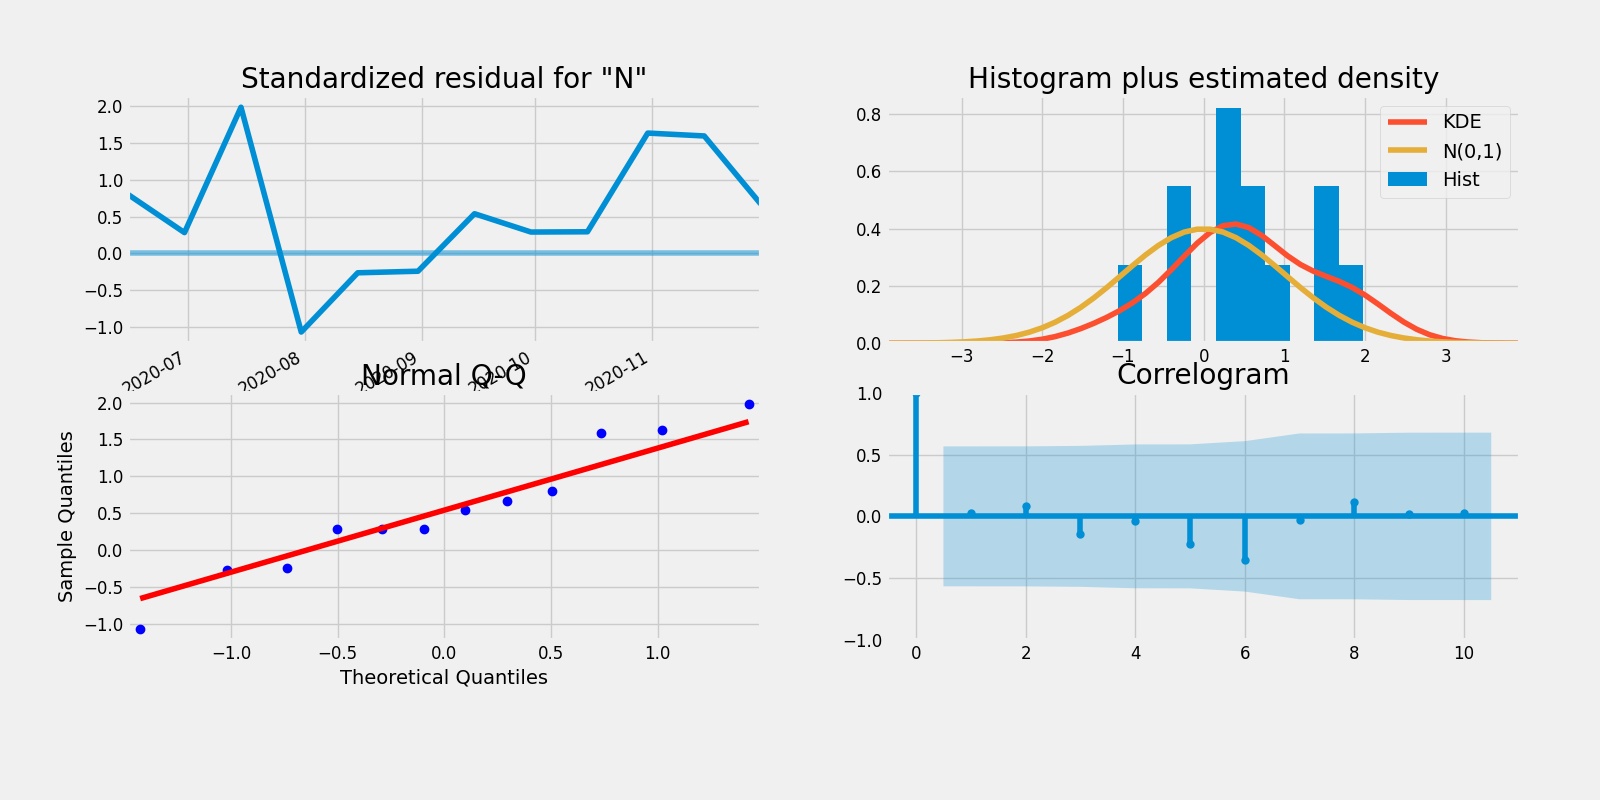 Standardized residual for "N"
2.0
1.5
1.0
0.5
0.0
−0.5
−1.0
2020-07
2020-08
2020-09
2020-10
2020-11
Histogram plus estimated density
0.8
0.6
0.4
0.2
0.0
KDE
N(0,1)
Hist
−3 −2 −1 0 1 2 3
Normal Q-Q
2.0
1.5
1.0
0.5
0.0
−0.5
−1.0
Sample Quantiles
−1.0 −0.5 0.0 0.5 1.0
Theoretical Quantiles
Correlogram
1.0
0.5
0.0
−0.5
−1.0
0 2 4 6 8 10